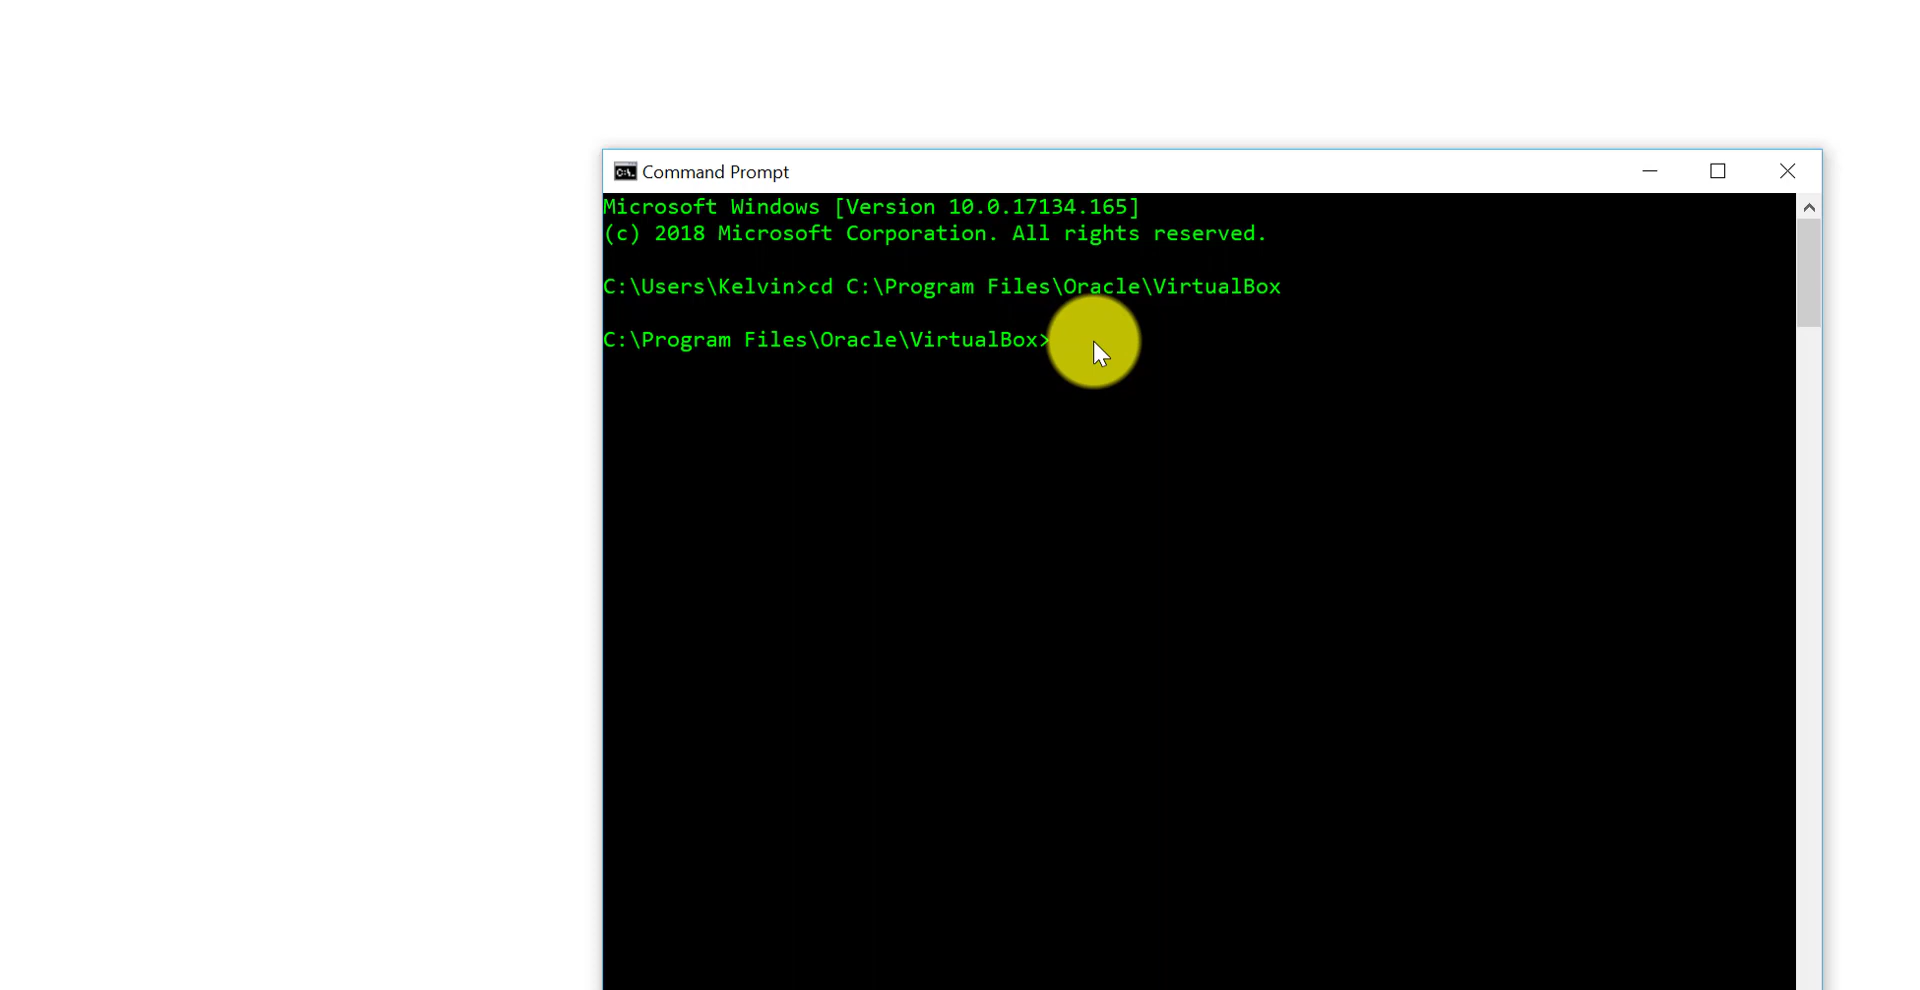 Command Prompt
Microsoft Windows [Version 10.0.17134.165]
(c) 2018 Microsoft Corporation. All rights reserved.
C:\Users\Kelvin>cd C:\Program Files\Oracle\VirtualBox
C:\Program Files\Oracle\VirtualBox>